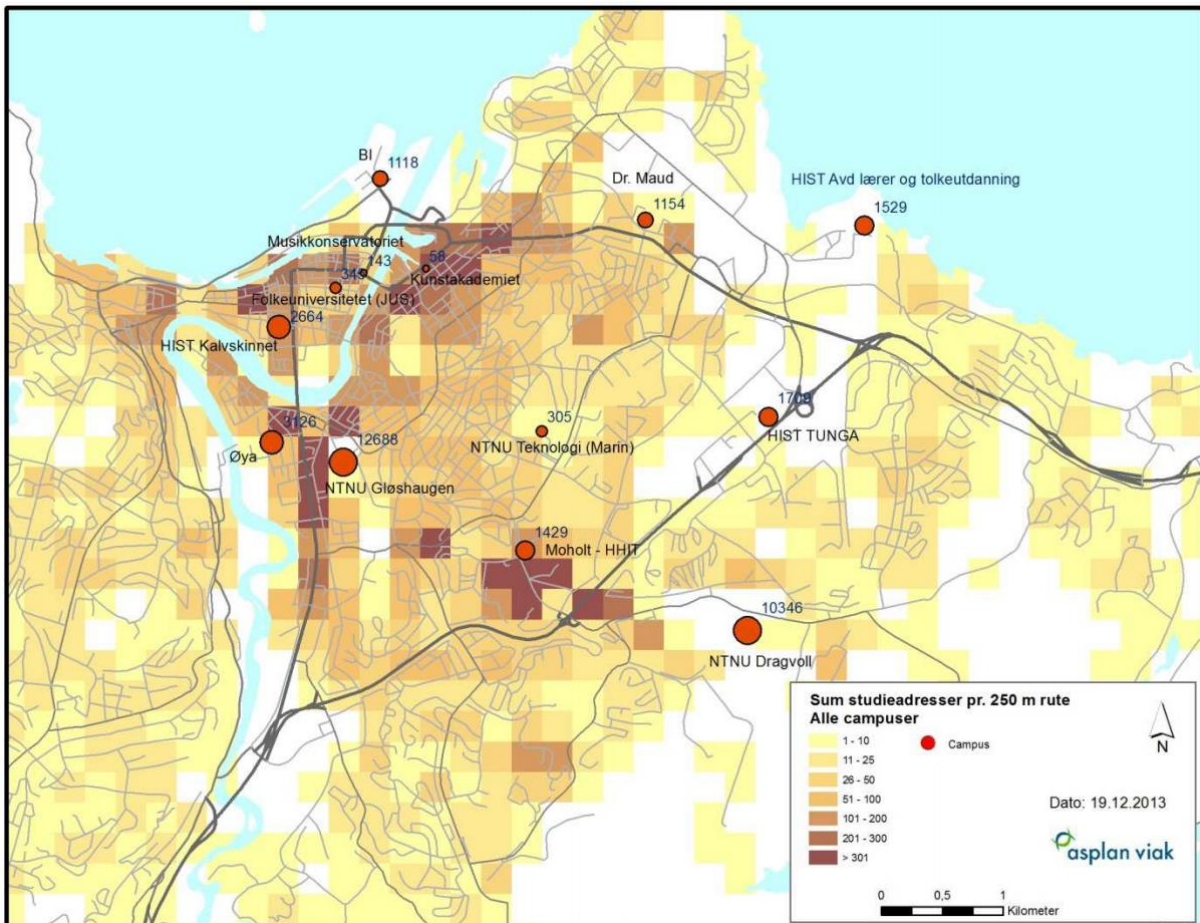 BI
1118
Dr. Maud
1154
HIST Avd lærer og tolkeutdanning
1529
Musikkonservatoriet
143
58
Kunstakademiet
Folkeuniversitetet (JUS)
2664
HIST Kalvskinnet
305
NTNU Teknologi (Marin)
HIST TUNGA
3126
Øya
12688
NTNU Gløshaugen
1429
Moholt - HHIT
10346
NTNU Dragvoll
Sum studieadresser pr. 250 m rute
Alle campuser
1 - 10
Campus
11 - 25
26 - 50
51 - 100
101 - 200
201 - 300
> 301
N
Dato: 19.12.2013
asplan viak
0 0,5 1
Kilometer